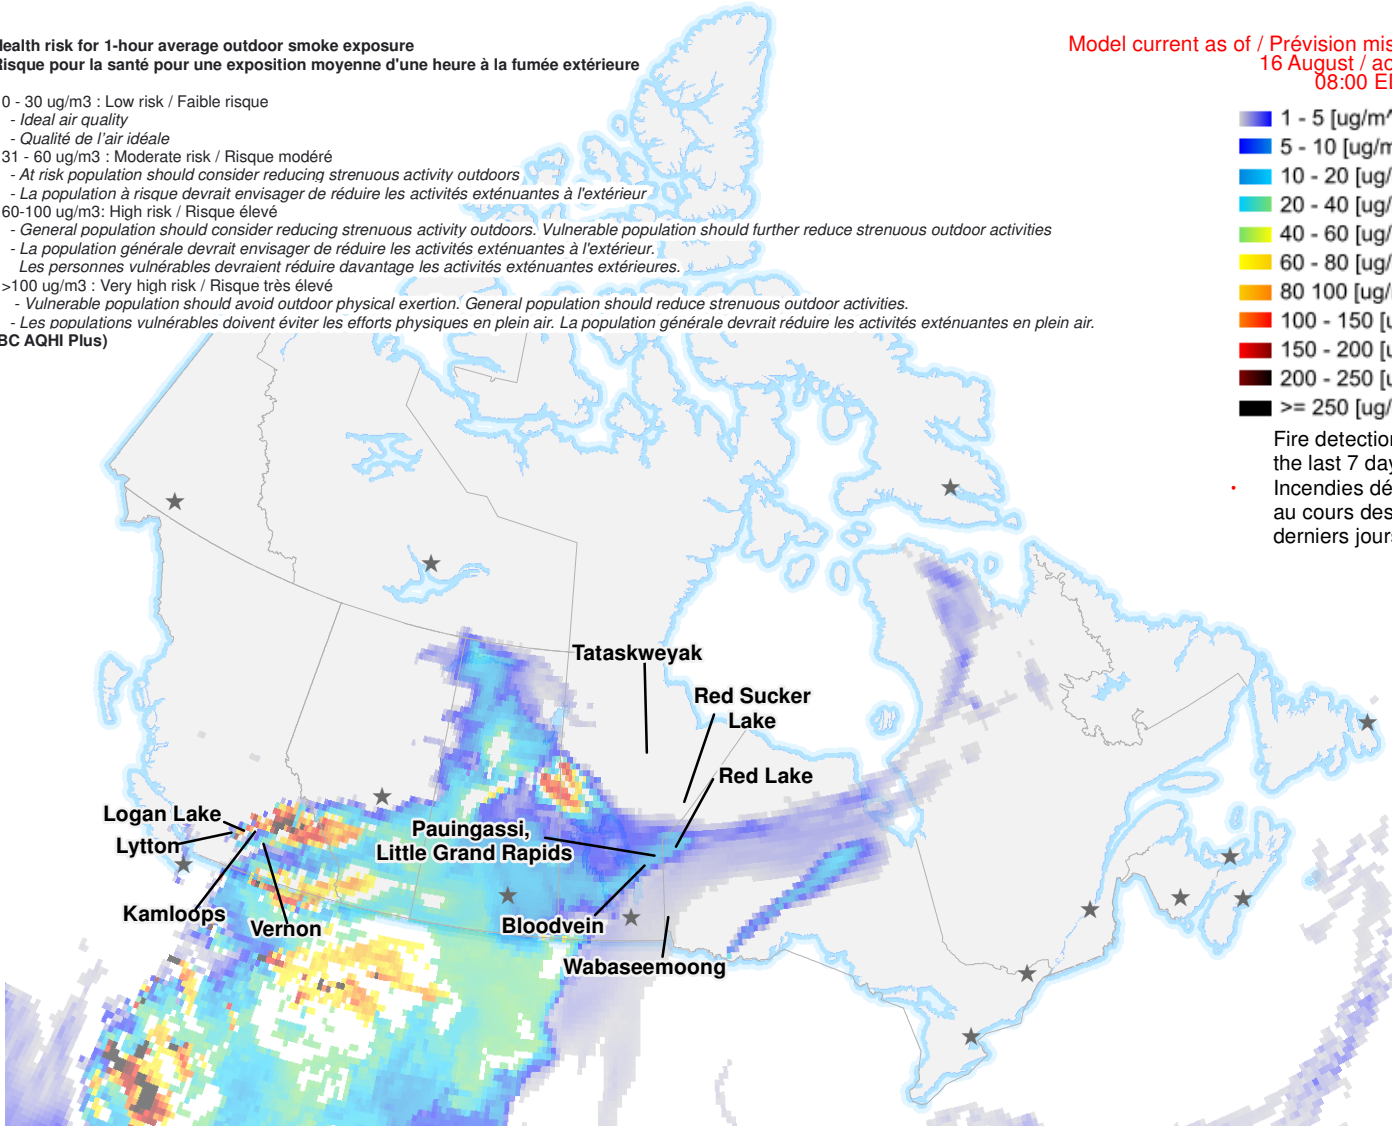 Health risk for 1-hour average outdoor smoke exposure
Risque pour la santé pour une exposition moyenne d'une heure à la fumée extérieure
0 - 30 ug/m3 : Low risk / Faible risque
- Ideal air quality
- Qualité de l'air idéale
31 - 60 ug/m3 : Moderate risk / Risque modéré
- At risk population should consider reducing strenuous activity outdoors
- La population à risque devrait envisager de réduire les activités exténuantes à l'extérieur
60-100 ug/m3: High risk / Risque élevé
- General population should consider reducing strenuous activity outdoors. Vulnerable population should further reduce strenuous outdoor activities
- La population générale devrait envisager de réduire les activités exténuantes à l'extérieur.
Les personnes vulnérables devraient réduire davantage les activités exténuantes extérieures.
>100 ug/m3 : Very high risk / Risque très élevé
- Vulnerable population should avoid outdoor physical exertion. General population should reduce strenuous outdoor activities.
- Les populations vulnérables doivent éviter les efforts physiques en plein air. La population générale devrait réduire les activités exténuantes en plein air.
BC AQHI Plus)
Model current as of / Prévision mis
16 August / ao
08:00 E
1 - 5 [ug/m^
5 - 10 [ug/m
10 - 20 [ug/
20 - 40 [ug/
40 - 60 [ug/
60 - 80 [ug/
80 100 [ug/
100 - 150 [u
150 - 200 [u
200 - 250 [u
>= 250 [ug/
Fire detection
the last 7 day
Incendies dé
au cours des
derniers jours
Tataskweyak
Red Sucker
Lake
Red Lake
Logan Lake
Lytton
Pauingassi,
Little Grand Rapids
Kamloops
Vernon
Bloodvein
Wabaseemoong